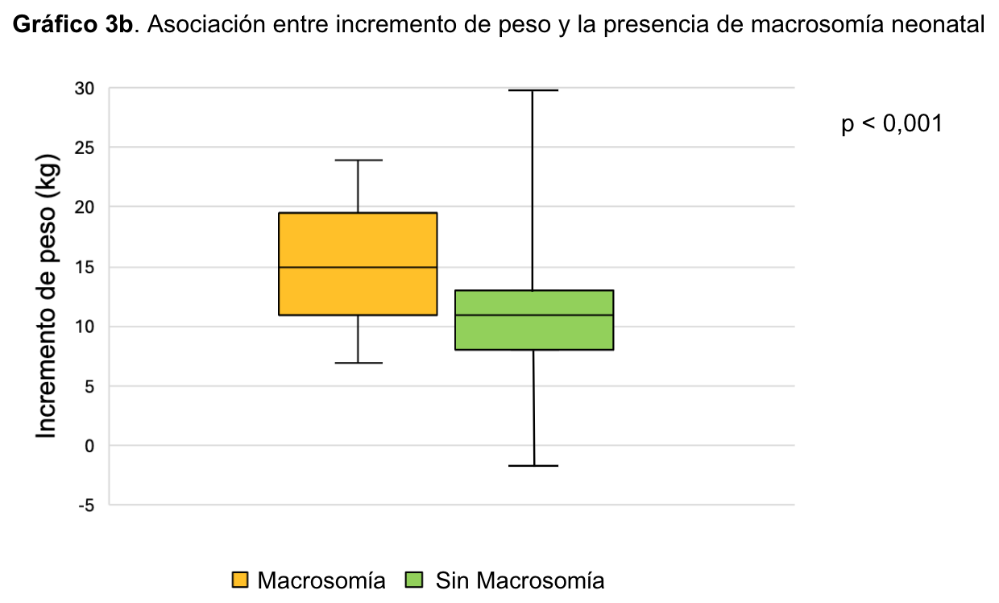 Gráfico 3b. Asociación entre incremento de peso y la presencia de macrosomía neonatal
30
p < 0,001
25
20
15
10
5
0
-5
Incremento de peso (kg)
Macrosomía
Sin Macrosomía